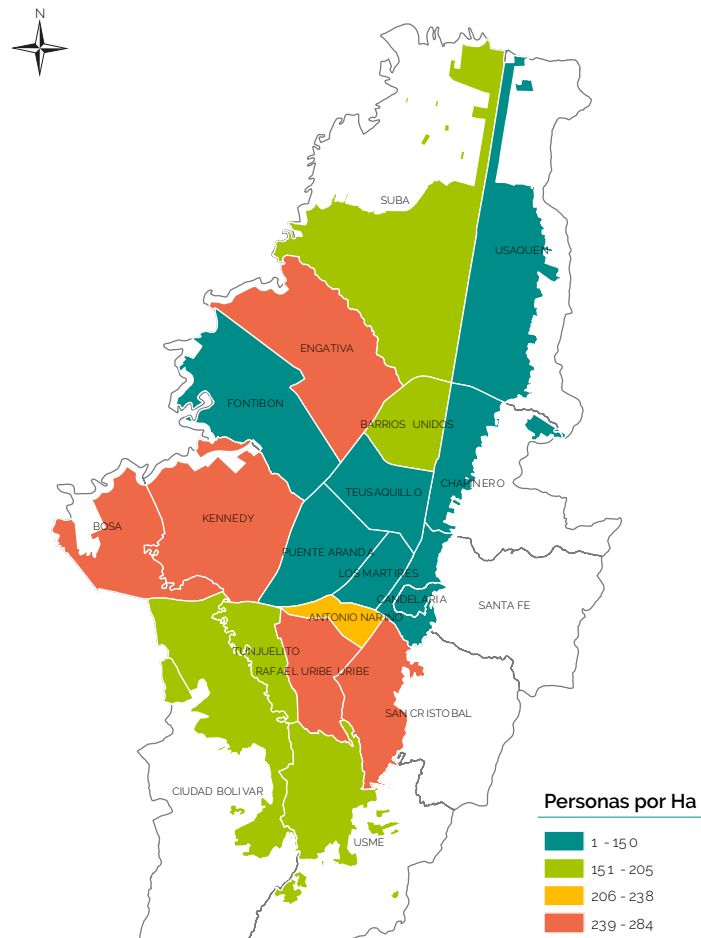 N
SUBA
USAQUEN
ENGATIVA
FONTIBON
BARRIOS UNIDOS
CHAPINERO
TEUSAQUILLO
KENNEDY
BOSA
PUENTE ARANDA
LOS MARTIRES
CANDELARIA
SANTA FE
ANTONIO NARIÑO
TUNJUELITO
RAFAEL URIBE URIBE
SAN CRISTOBAL
CIUDAD BOLIVAR
USME
Personas por Ha
1 - 150
151 - 205
206 - 238
239 - 284